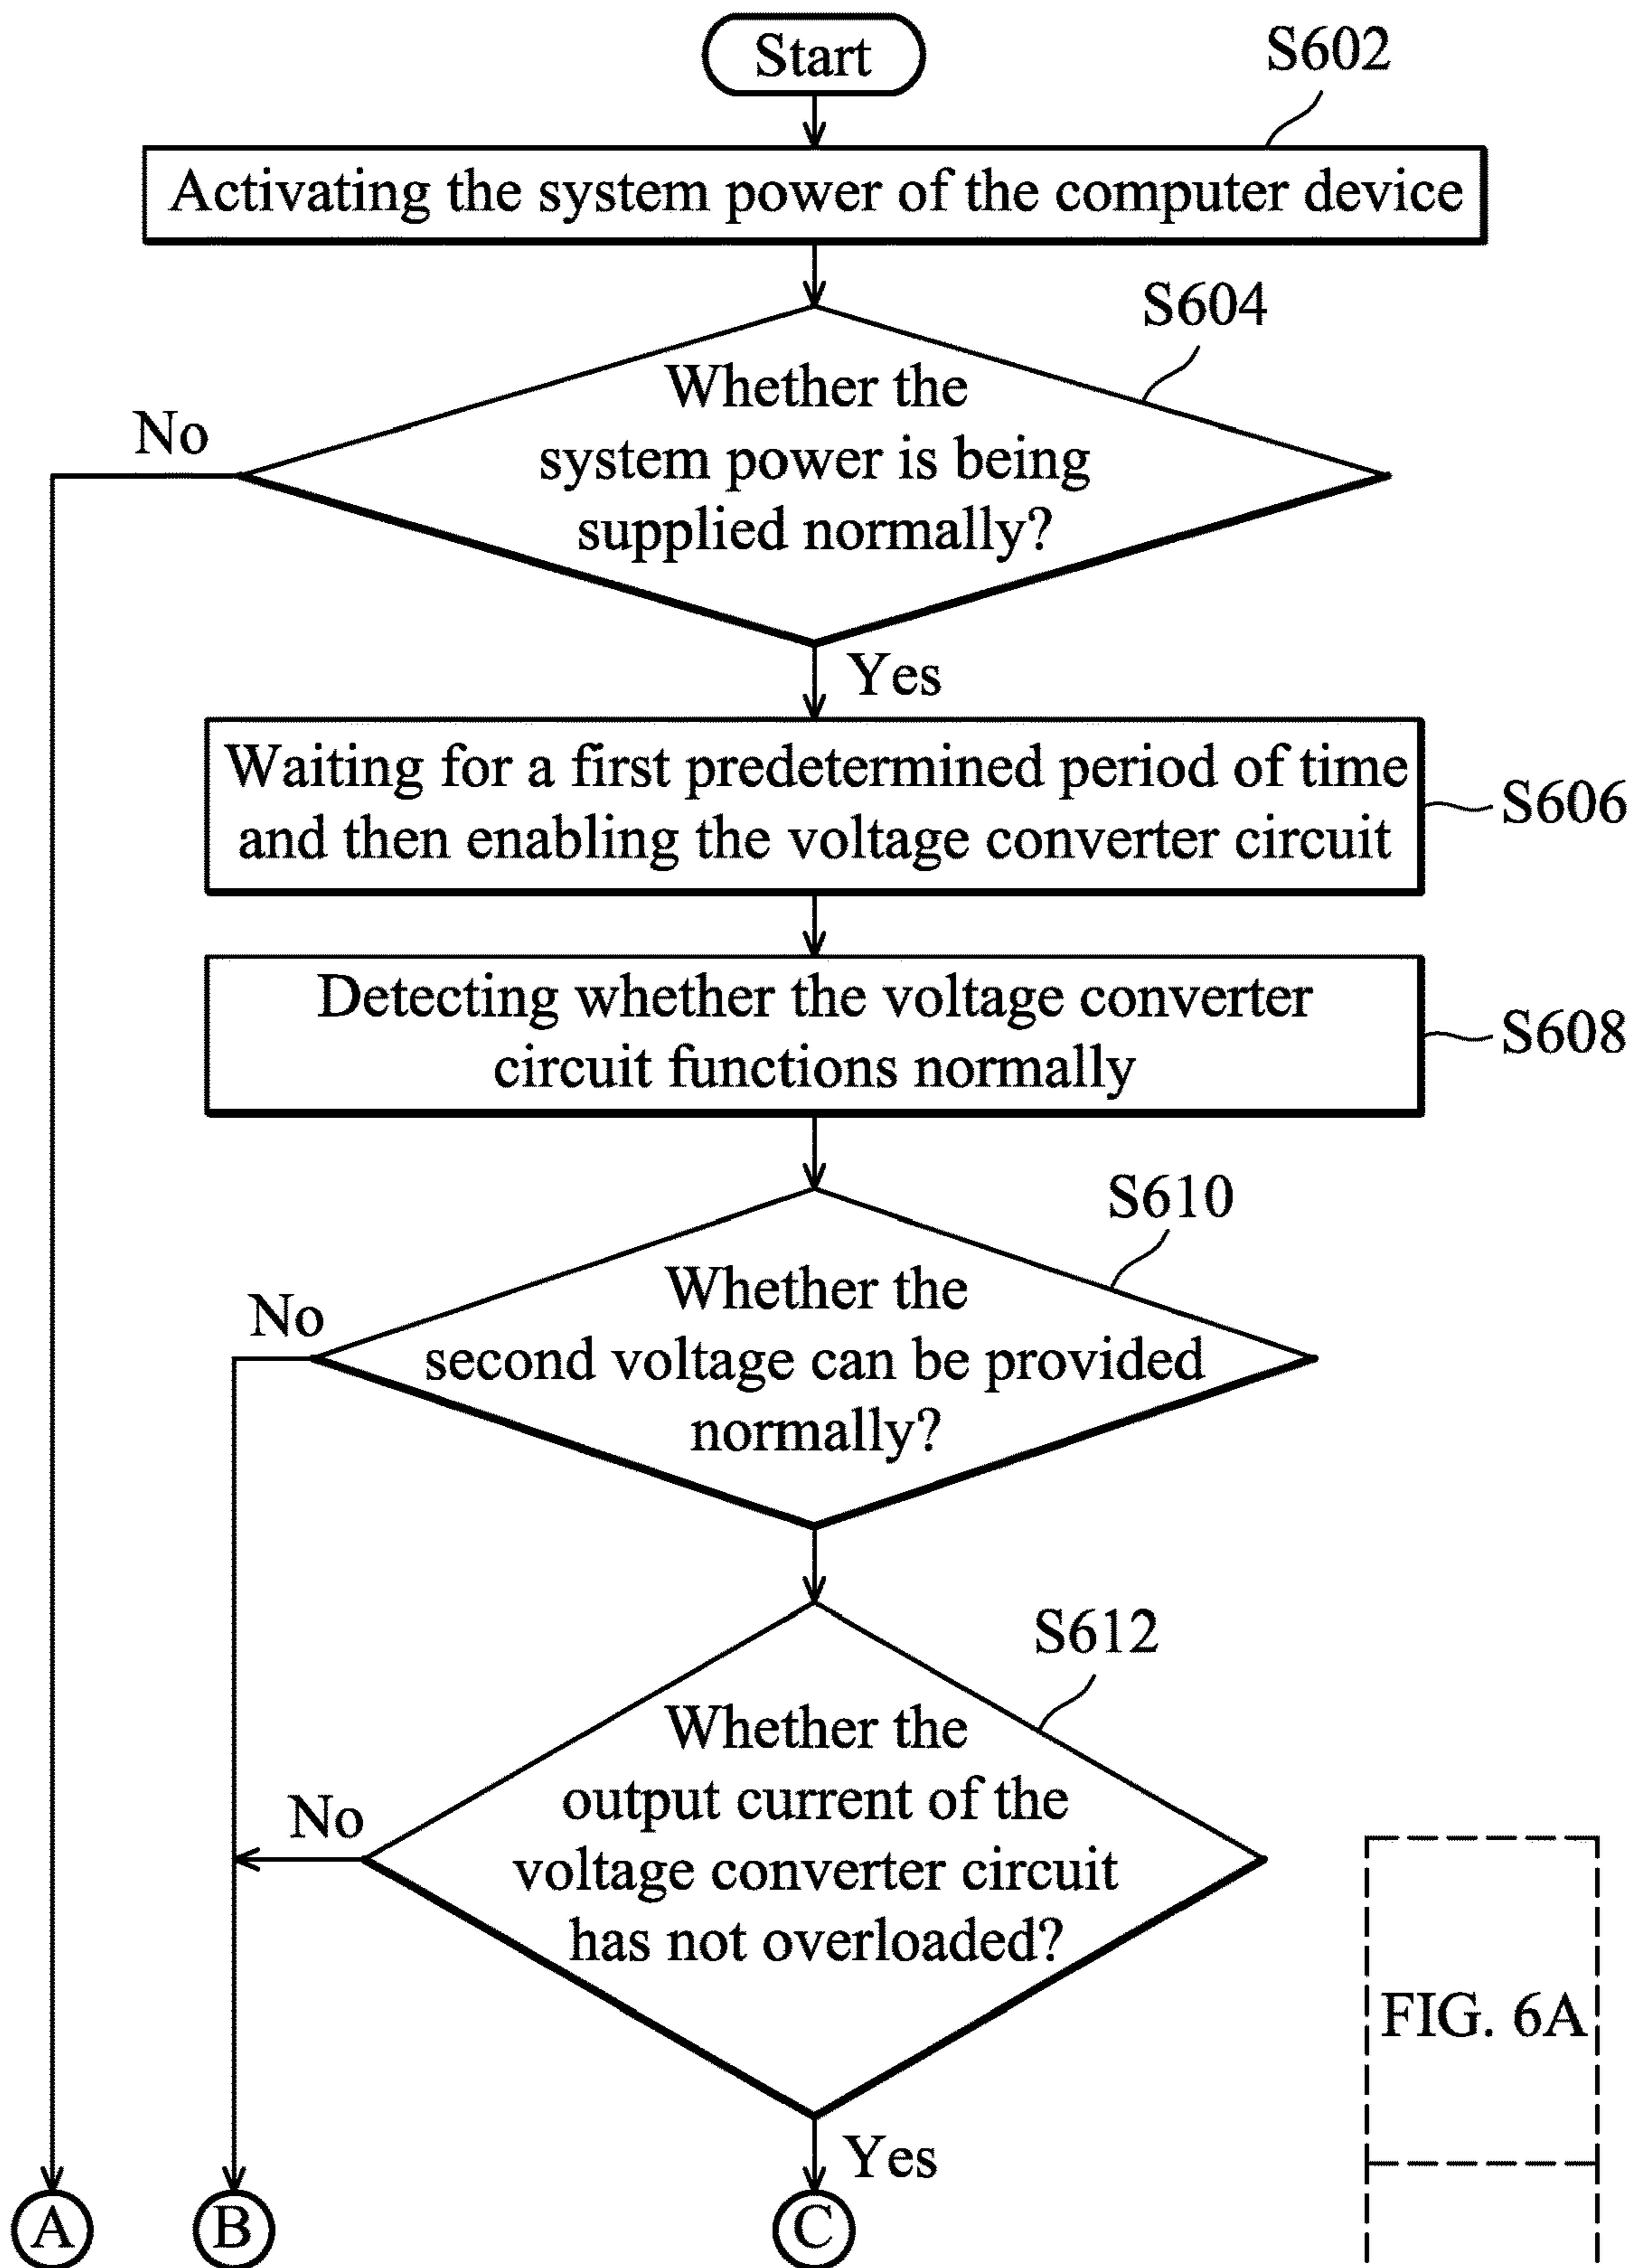 Start
S602
Activating the system power of the computer device
S604
Whether the
system power is being
supplied normally?
No
Yes
Waiting for a first predetermined period of time
and then enabling the voltage converter circuit
S606
Detecting whether the voltage converter
circuit functions normally
S608
S610
Whether the
second voltage can be provided
normally?
No
S612
Whether the
output current of the
voltage converter circuit
has not overloaded?
No
Yes
FIG. 6A
A
B
C